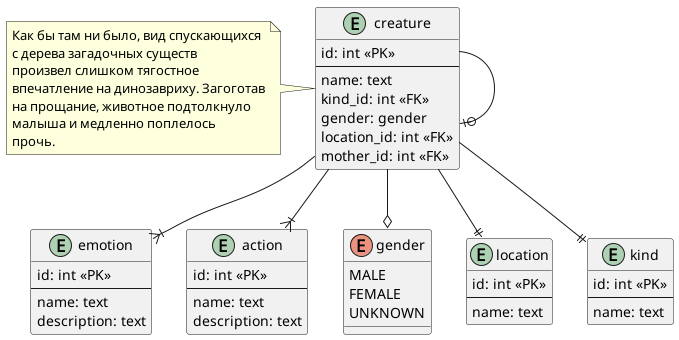 Как бы там ни было, вид спускающихся
с дерева загадочных существ
произвел слишком тягостное
впечатление на динозавриху. Загоготав
на прощание, животное подтолкнуло
малыша и медленно поплелось
прочь.
E creature
id: int «PK»
name: text
kind_id: int «FK»
gender: gender
location_id: int «FK»
mother_id: int «FK»
E emotion
id: int «PK»
name: text
description: text
E action
id: int «PK»
name: text
description: text
E gender
MALE
FEMALE
UNKNOWN
E location
id: int «PK»
name: text
E kind
id: int «PK»
name: text